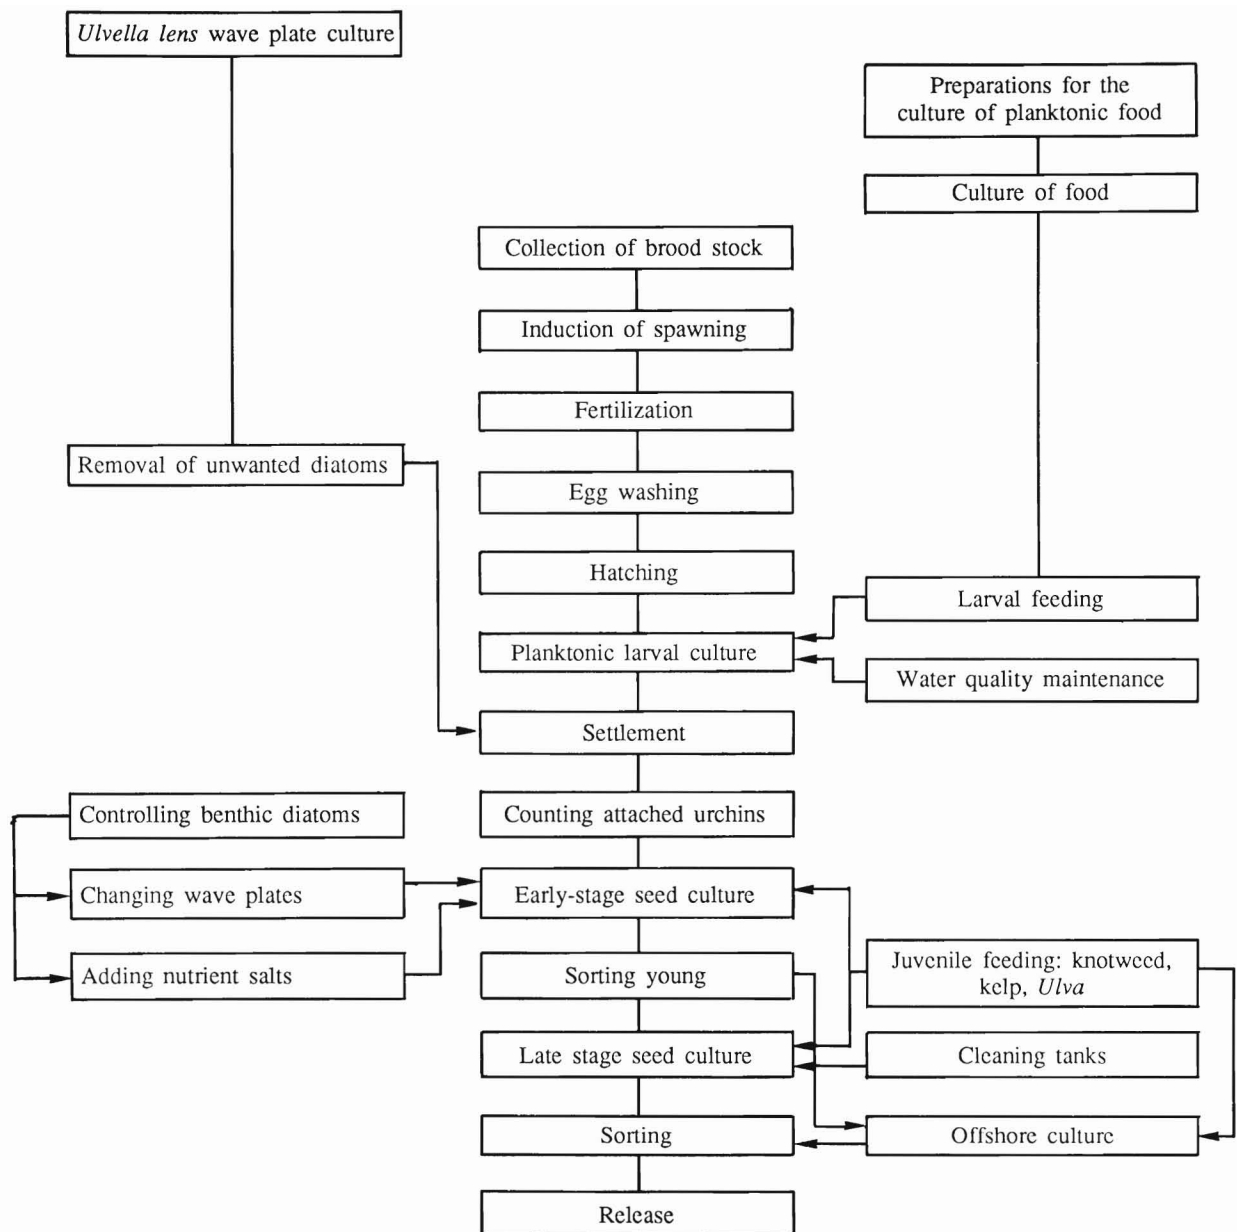 Ulvella lens wave plate culture
Preparations for the
culture of planktonic food
Culture of food
Collection of brood stock
Induction of spawning
Fertilization
Removal of unwanted diatoms
Egg washing
Hatching
Larval feeding
Planktonic larval culture
Water quality maintenance
Settlement
Controlling benthic diatoms
Counting attached urchins
Changing wave plates
Early-stage seed culture
Adding nutrient salts
Sorting young
Juvenile feeding: knotweed,
kelp, Ulva
Late stage seed culture
Cleaning tanks
Sorting
Offshore culture
Release